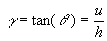 γ = tan( θ ) = u/h